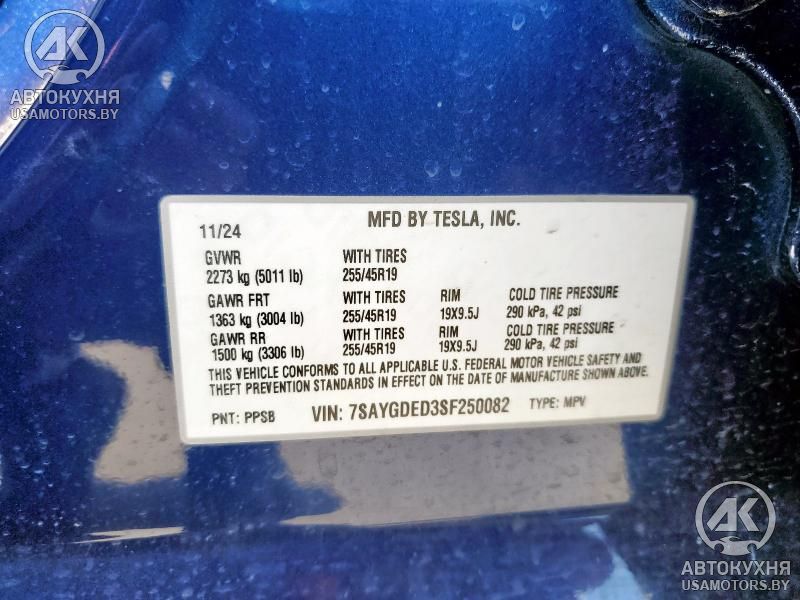 AK
АВТОКУХНЯ
USAMOTORS.BY
MFD BY TESLA, INC.
11/24
GVWR WITH TIRES
2273 kg (5011 lb) 255/45R19
GAWR FRT WITH TIRES RIM COLD TIRE PRESSURE
1363 kg (3004 lb) 255/45R19 19X9.5J 290 kPa, 42 psi
GAWR RR WITH TIRES RIM COLD TIRE PRESSURE
1500 kg (3306 lb) 255/45R19 19X9.5J 290 kPa, 42 psi
THIS VEHICLE CONFORMS TO ALL APPLICABLE U.S. FEDERAL MOTOR VEHICLE SAFETY AND
THEFT PREVENTION STANDARDS IN EFFECT ON THE DATE OF MANUFACTURE SHOWN ABOVE.
PNT: PPSB VIN: 7SAYGDED3SF250082 TYPE: MPV
AK
АВТОКУХНЯ
USAMOTORS.BY